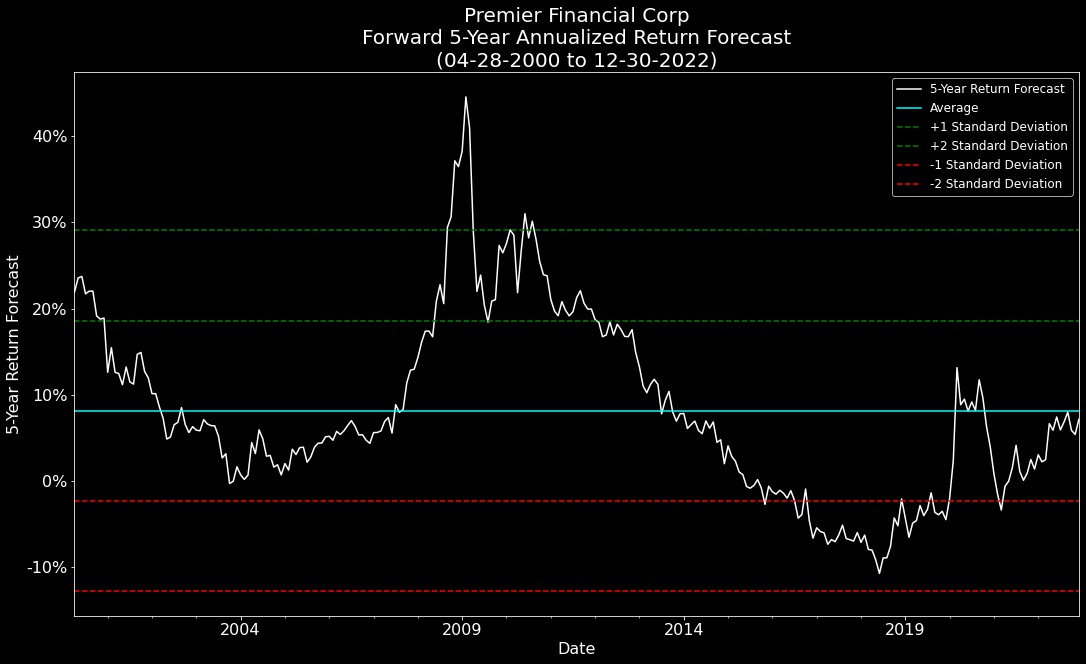 Premier Financial Corp
Forward 5-Year Annualized Return Forecast
(04-28-2000 to 12-30-2022)
5-Year Return Forecast
Average
+1 Standard Deviation
+2 Standard Deviation
-1 Standard Deviation
-2 Standard Deviation
5-Year Return Forecast
40%
30%
20%
10%
0%
-10%
2004
2009
2014
2019
Date